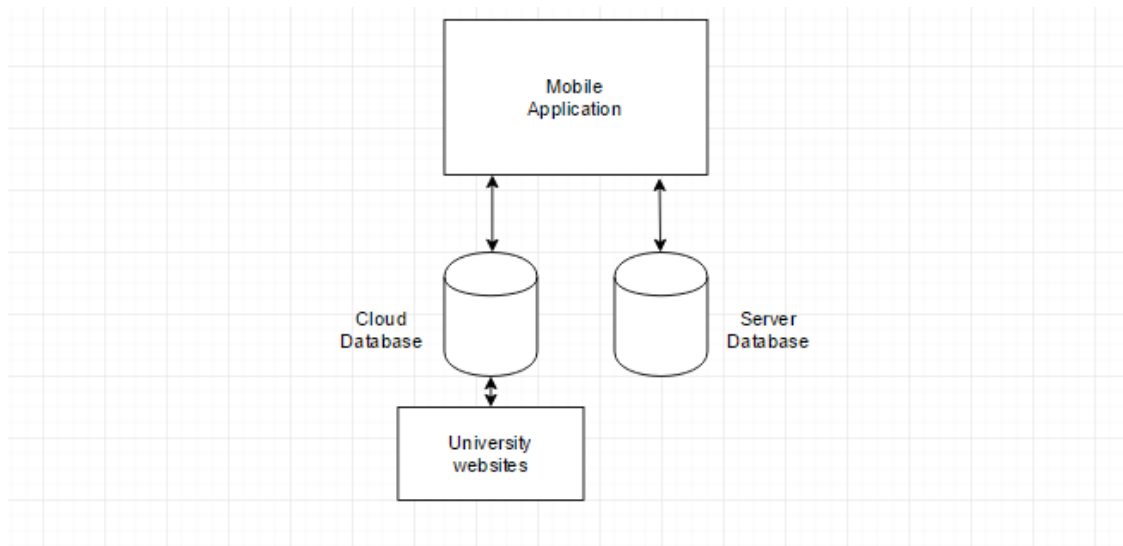 Mobile
Application
Cloud
Database
Server
Database
University
websites